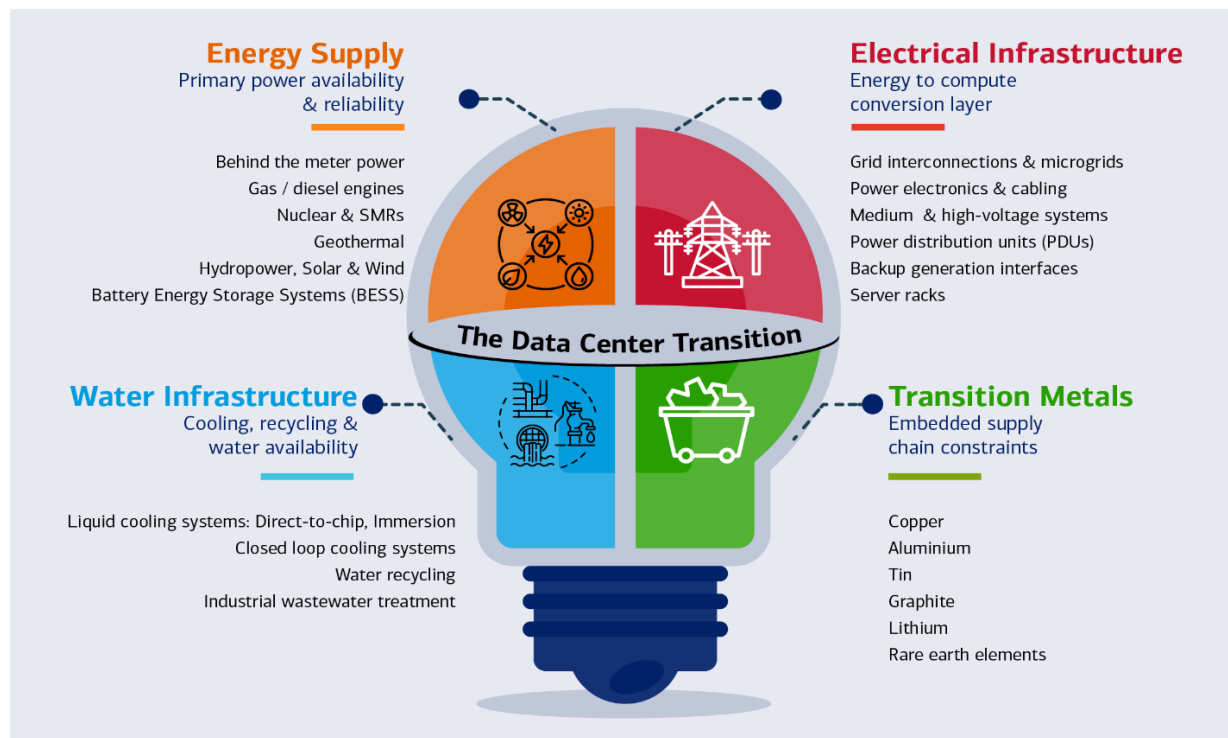 Energy Supply
Primary power availability
& reliability
Behind the meter power
Gas / diesel engines
Nuclear & SMRs
Geothermal
Hydropower, Solar & Wind
Battery Energy Storage Systems (BESS)
Electrical Infrastructure
Energy to compute
conversion layer
Grid interconnections & microgrids
Power electronics & cabling
Medium  & high-voltage systems
Power distribution units (PDUs)
Backup generation interfaces
Server racks
The Data Center Transition
Water Infrastructure
Cooling, recycling &
water availability
Liquid cooling systems: Direct-to-chip, Immersion
Closed loop cooling systems
Water recycling
Industrial wastewater treatment
Transition Metals
Embedded supply
chain constraints
Copper
Aluminium
Tin
Graphite
Lithium
Rare earth elements